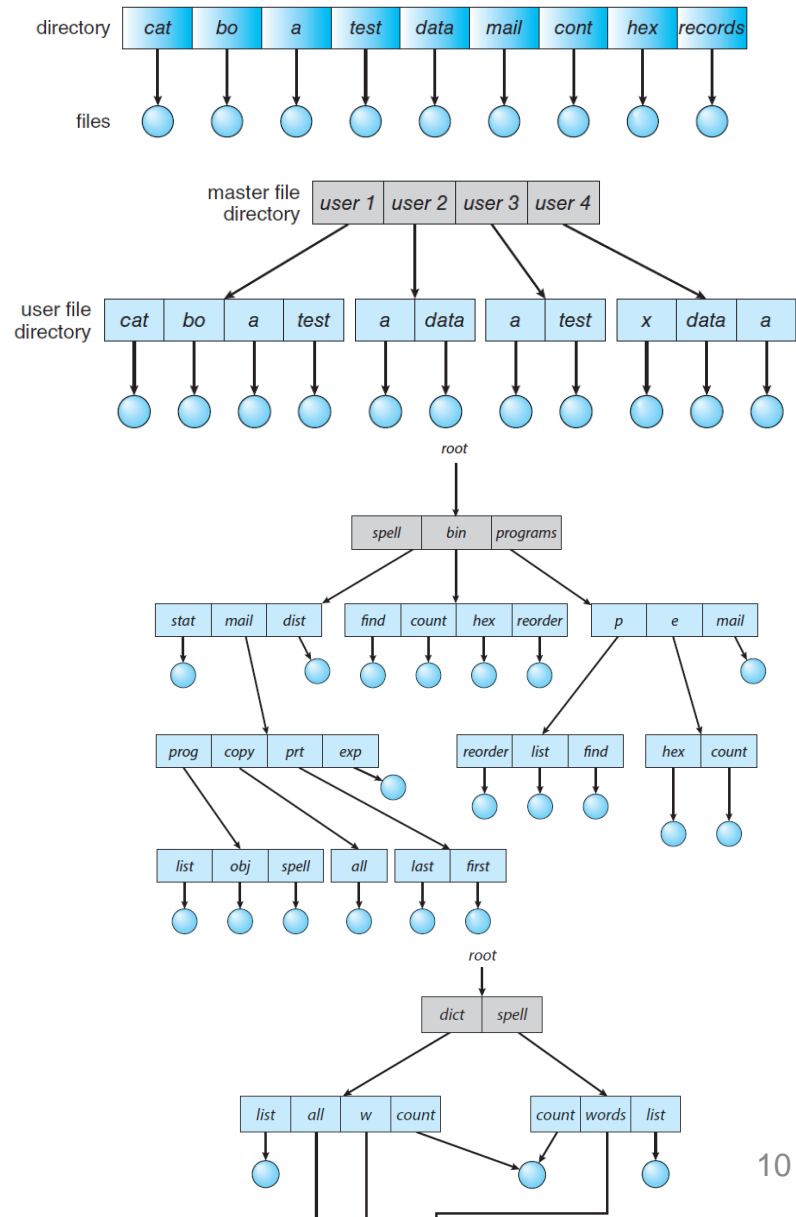 directory cat bo a test data mail cont hex records
files
master file
directory
user 1 user 2 user 3 user 4
user file
directory
cat bo a test a data a test x data a
root
spell bin programs
stat mail dist find count hex reorder p e mail
prog copy prt exp reorder list find hex count
list obj spell all last first
root
dict spell
list all w count count words list
10